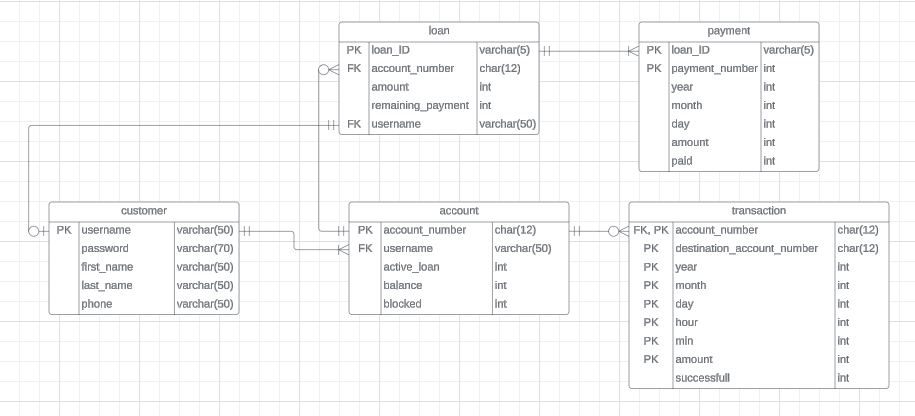 loan
PK loan_ID varchar(5)
FK account_number char(12)
amount int
remaining_payment int
FK username varchar(50)
payment
PK loan_ID varchar(5)
PK payment_number int
year int
month int
day int
amount int
paid int
customer
PK username varchar(50)
password varchar(70)
first_name varchar(50)
last_name varchar(50)
phone varchar(50)
account
PK account_number char(12)
FK username varchar(50)
active_loan int
balance int
blocked int
transaction
FK, PK account_number char(12)
PK destination_account_number char(12)
PK year int
PK month int
PK day int
PK hour int
PK min int
PK amount int
successfull int